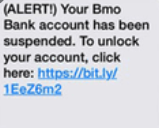 (ALERT!) Your Bmo
Bank account has been
suspended. To unlock
your account, click
here: https://bit.ly/
1EeZ6m2